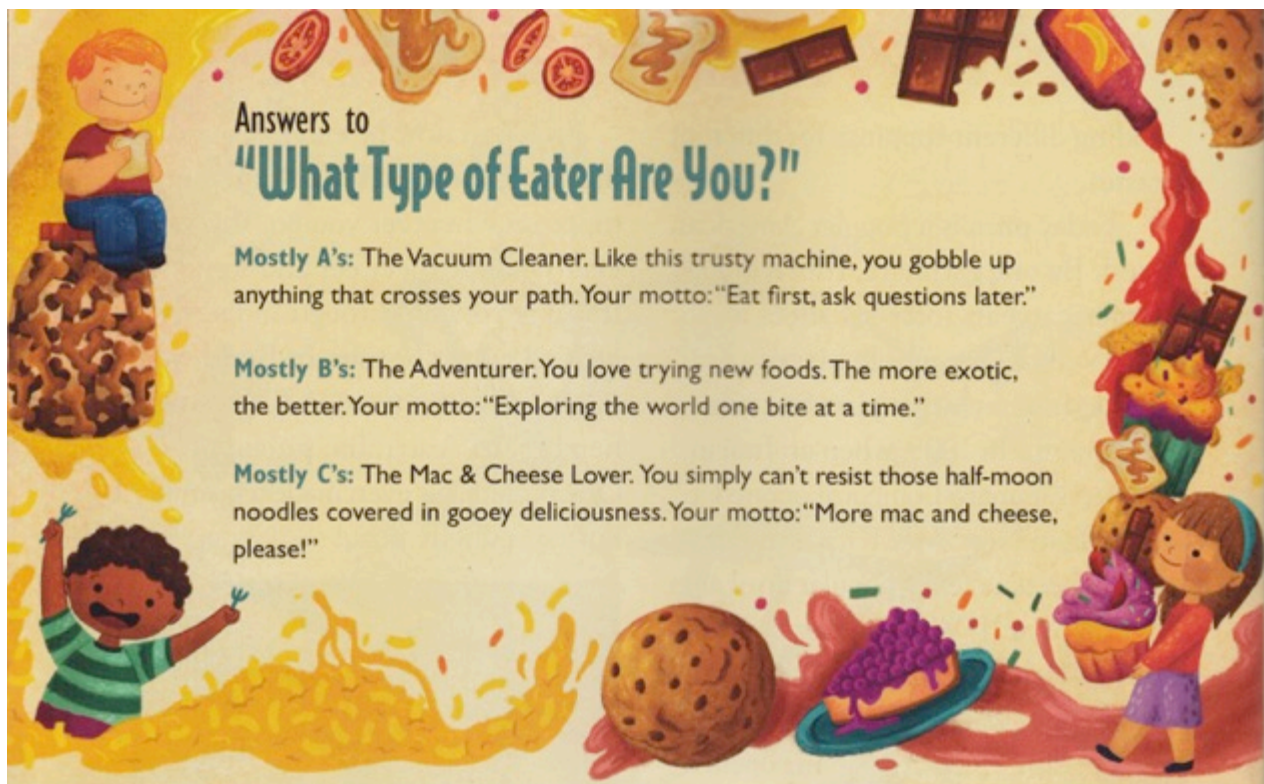 Answers to
"What Type of Eater Are You?"
Mostly A's: The Vacuum Cleaner. Like this trusty machine, you gobble up
anything that crosses your path. Your motto: "Eat first, ask questions later."
Mostly B's: The Adventurer. You love trying new foods. The more exotic,
the better. Your motto: "Exploring the world one bite at a time."
Mostly C's: The Mac & Cheese Lover. You simply can't resist those half-moon
noodles covered in gooey deliciousness. Your motto: "More mac and cheese,
please!"